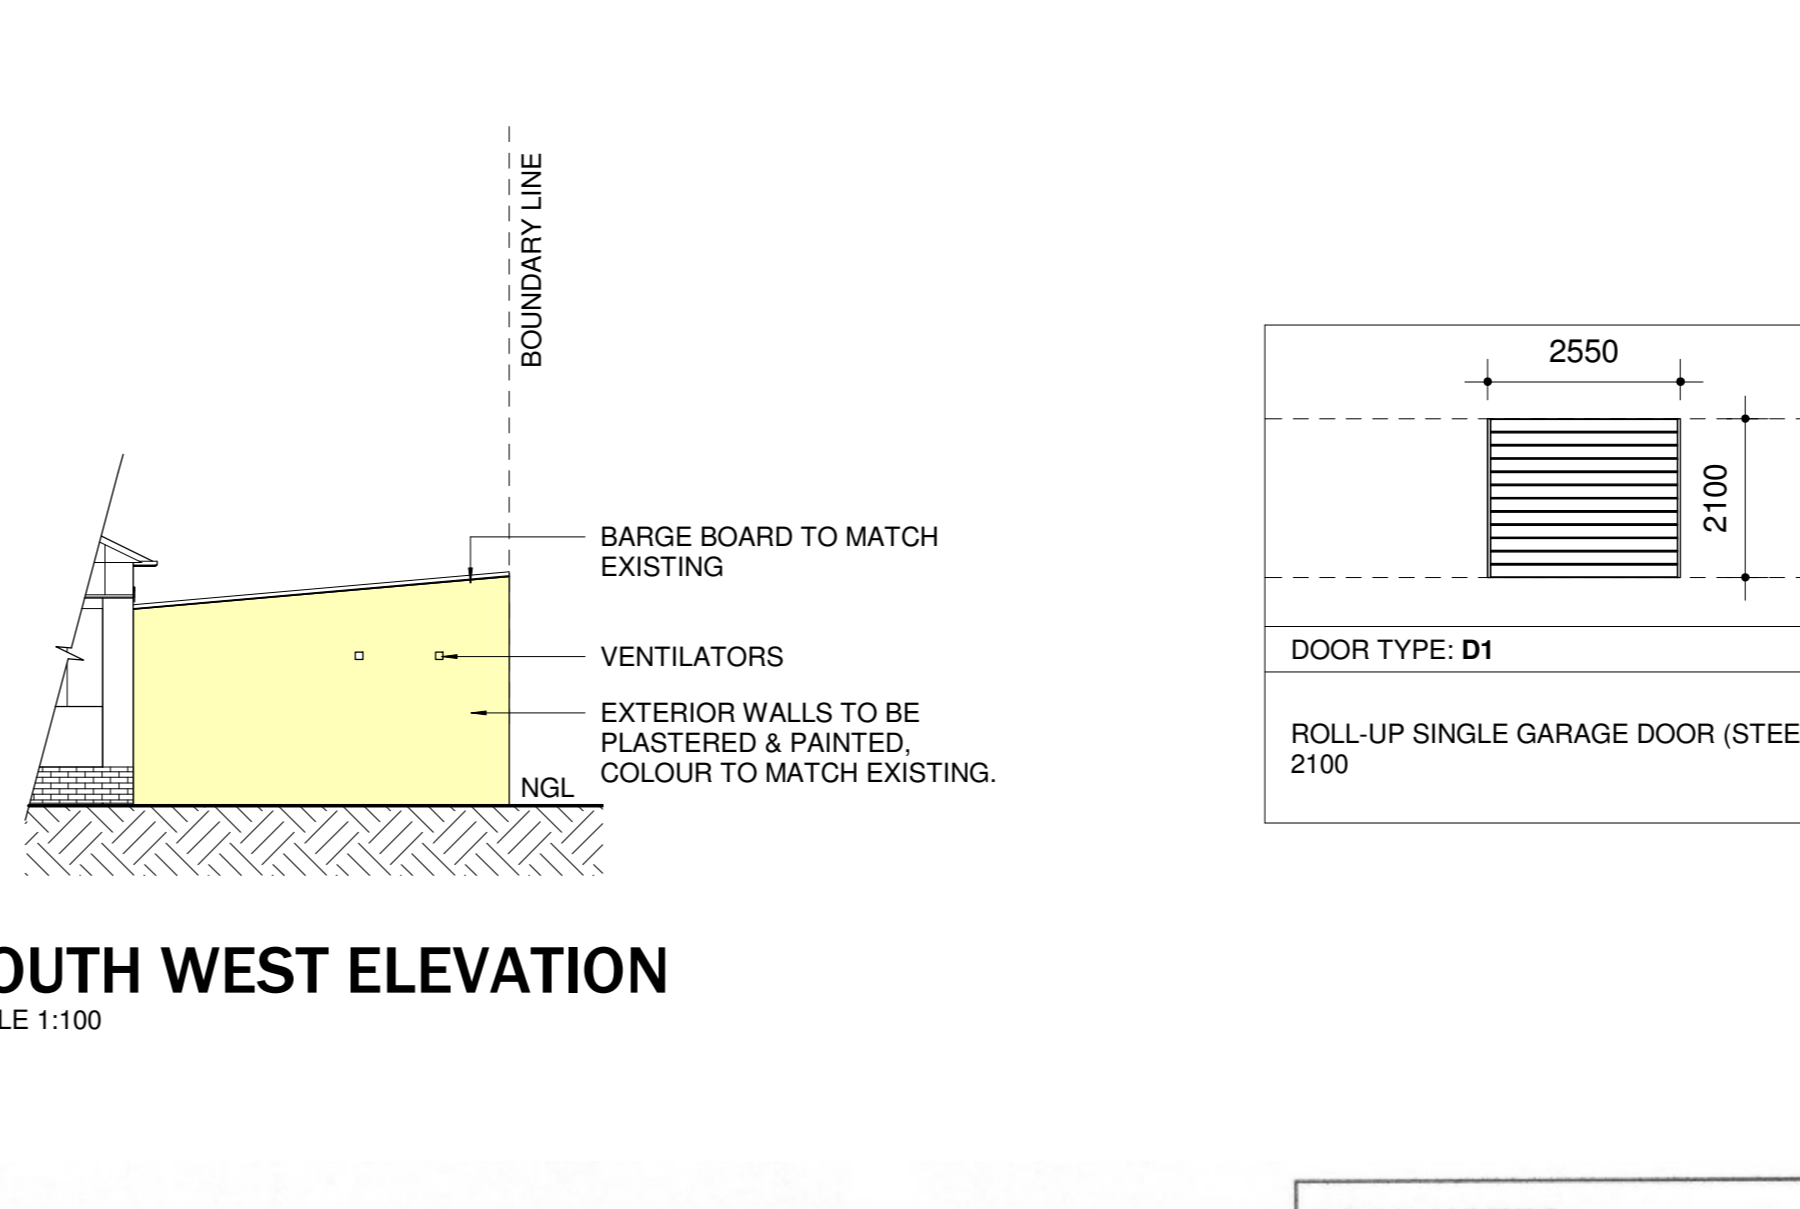 BOUNDARY LINE
BARGE BOARD TO MATCH
EXISTING
VENTILATORS
EXTERIOR WALLS TO BE
PLASTERED & PAINTED,
COLOUR TO MATCH EXISTING.
NGL
OUTH WEST ELEVATION
LE 1:100
2550
2100
DOOR TYPE: D1
ROLL-UP SINGLE GARAGE DOOR (STEE
2100